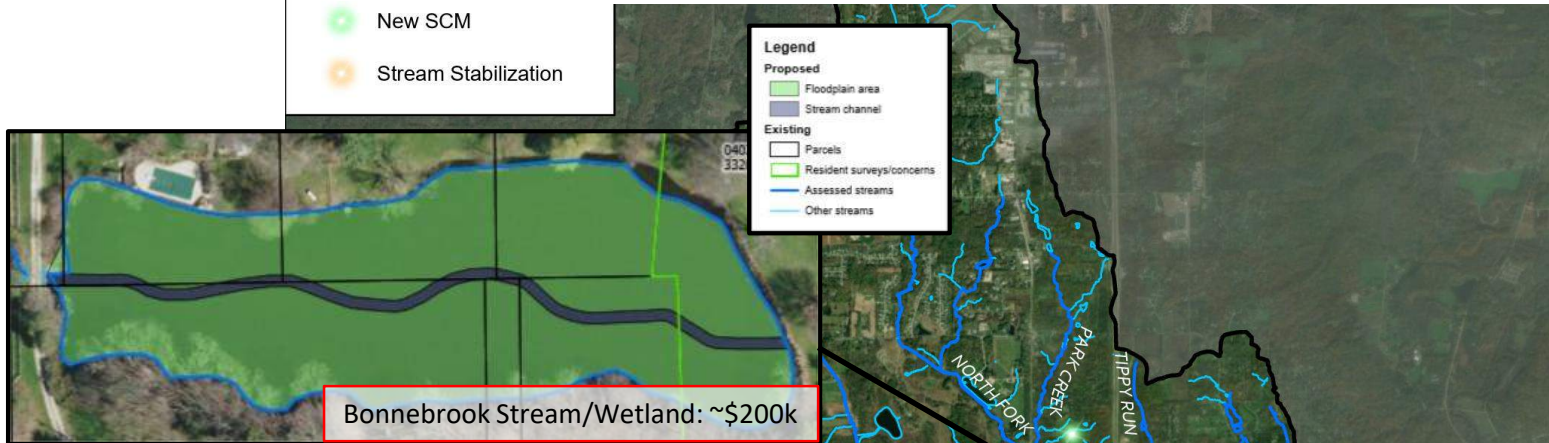 New SCM
Stream Stabilization
Legend
Proposed
Floodplain area
Stream channel
Existing
Parcels
Resident surveys/concerns
Assessed streams
Other streams
Bonnebrook Stream/Wetland: ~$200k
NORTH FORK
PARK CREEK
TIPPY RUN